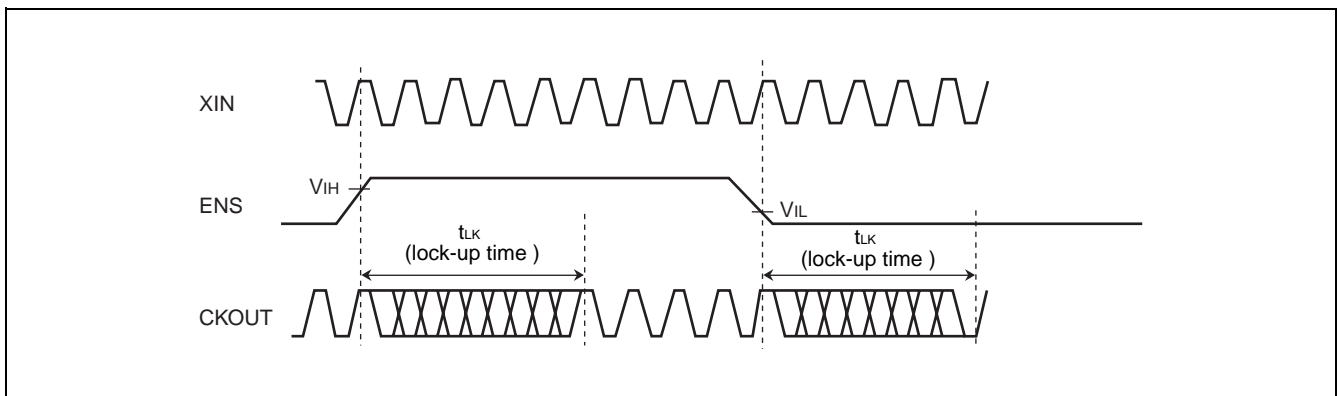 XIN
VIH
ENS
VIL
tLK
(lock-up time )
tLK
(lock-up time )
CKOUT